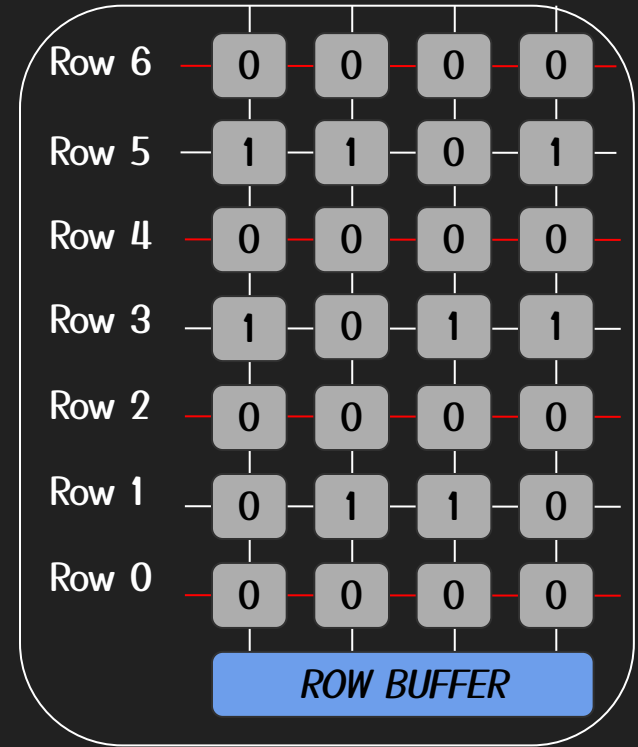 Row 6 0 0 0 0
Row 5 1 1 0 1
Row 4 0 0 0 0
Row 3 1 0 1 1
Row 2 0 0 0 0
Row 1 0 1 1 0
Row 0 0 0 0 0
ROW BUFFER